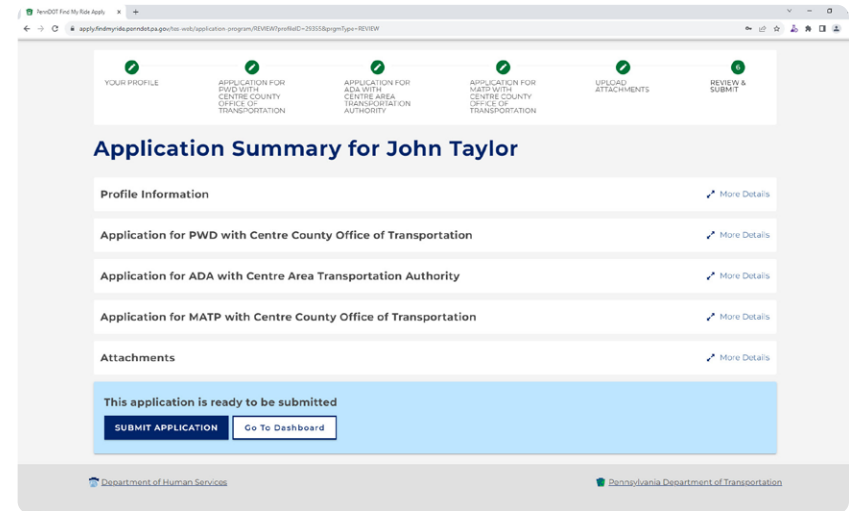 PennDOT Find My Ride Apply
apply.findmyride.penndot.pa.gov/tas-web/application-program/REVIEW?profileID=29355&prgmType=REVIEW
YOUR PROFILE
APPLICATION FOR
PWD WITH
CENTRE COUNTY
OFFICE OF
TRANSPORTATION
APPLICATION FOR
ADA WITH
CENTRE AREA
TRANSPORTATION
AUTHORITY
APPLICATION FOR
MATP WITH
CENTRE COUNTY
OFFICE OF
TRANSPORTATION
UPLOAD
ATTACHMENTS
6
REVIEW &
SUBMIT
Application Summary for John Taylor
Profile Information
More Details
Application for PWD with Centre County Office of Transportation
More Details
Application for ADA with Centre Area Transportation Authority
More Details
Application for MATP with Centre County Office of Transportation
More Details
Attachments
More Details
This application is ready to be submitted
SUBMIT APPLICATION
Go To Dashboard
Department of Human Services
Pennsylvania Department of Transportation